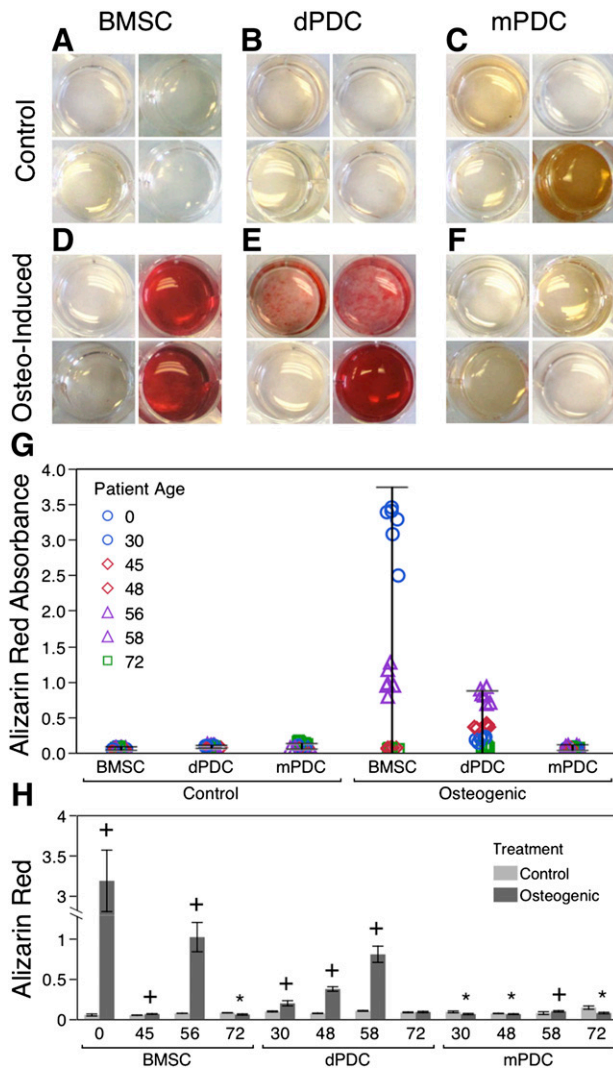 BMSC dPDC mPDC
A B C
Control
D E F
Osteo-Induced
G
Alizarin Red Absorbance
4.0
3.5
3.0
2.5
2.0
1.5
1.0
0.5
0.0
Patient Age
0
30
45
48
56
58
72
BMSC dPDC mPDC BMSC dPDC mPDC
Control Osteogenic
H
Alizarin Red
4
3.5
3
1
0
Treatment
Control
Osteogenic
+ + + * + + + * * + *
0 45 56 72 30 48 58 72 30 48 58 72
BMSC dPDC mPDC